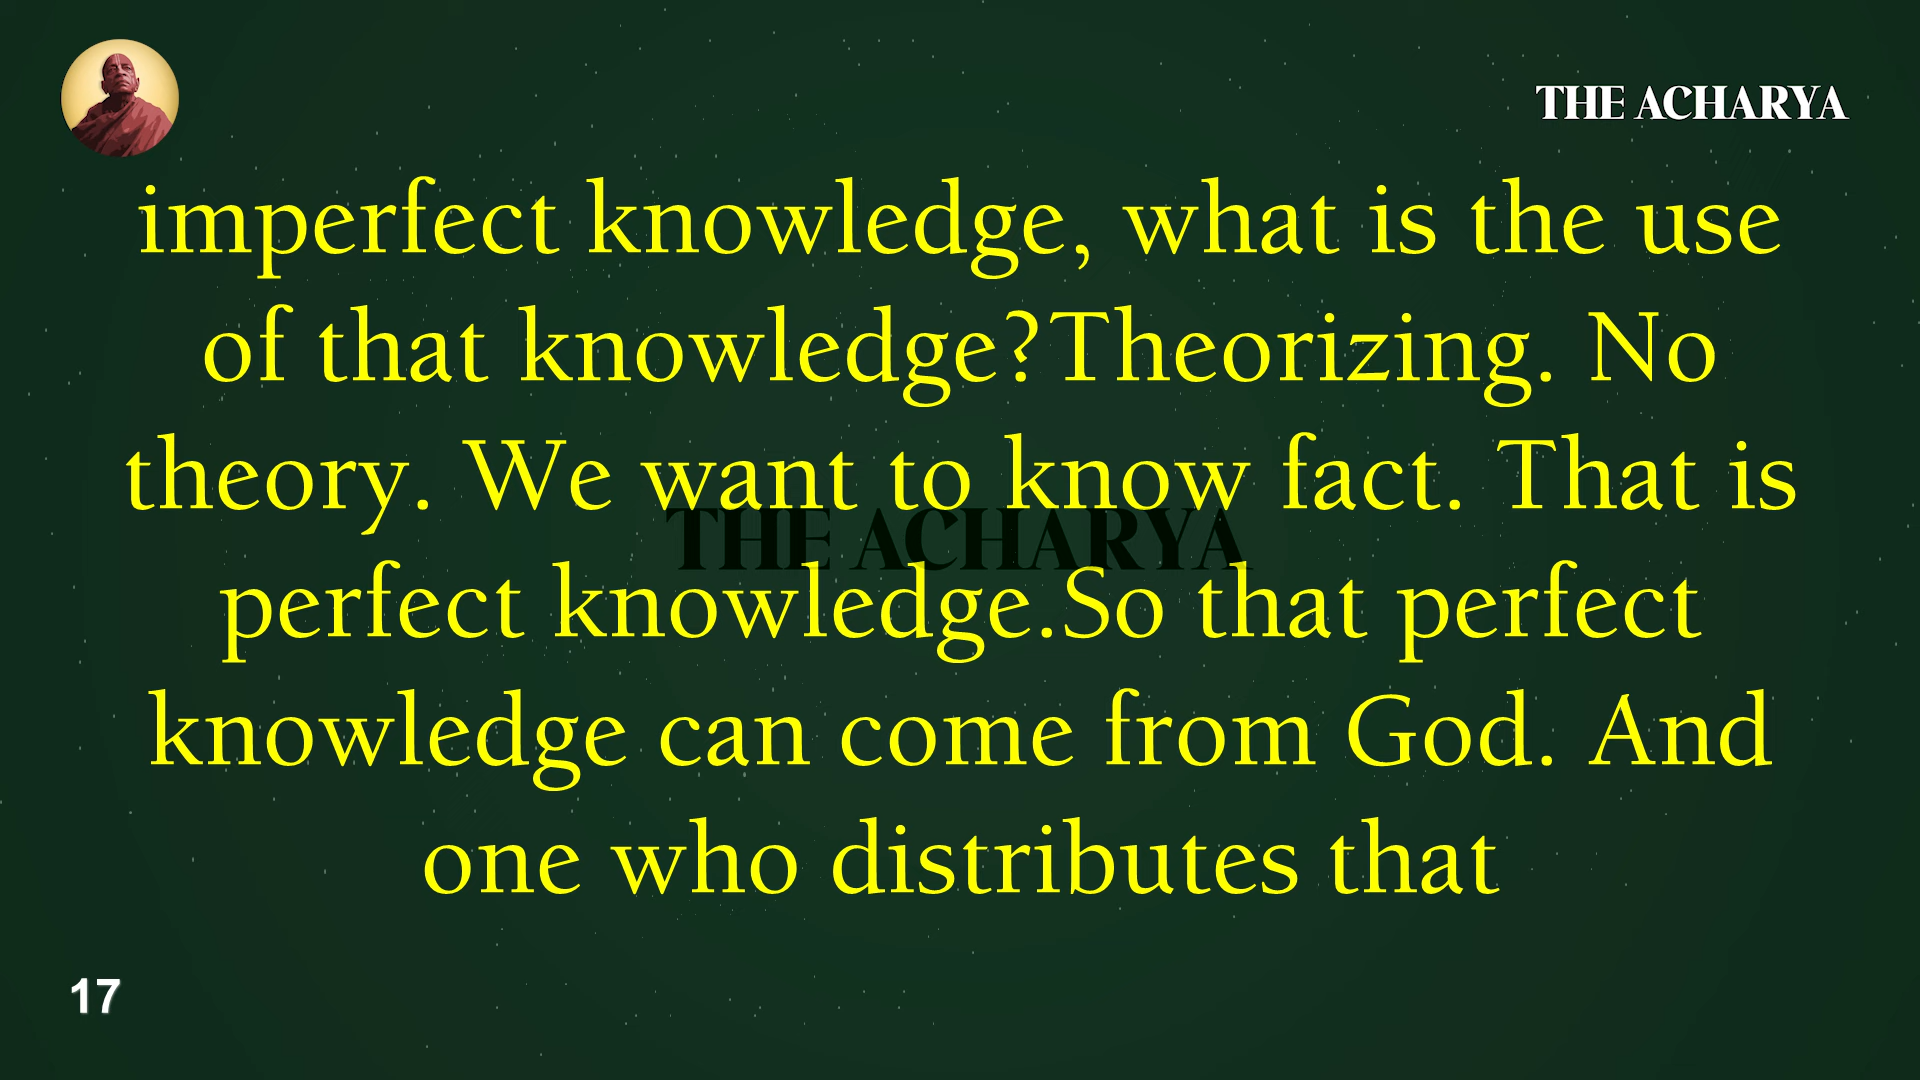 THE ACHARYA
imperfect knowledge, what is the use
of that knowledge?Theorizing. No
theory. We want to know fact. That is
THE ACHARYA
perfect knowledge.So that perfect
knowledge can come from God. And
one who distributes that
17